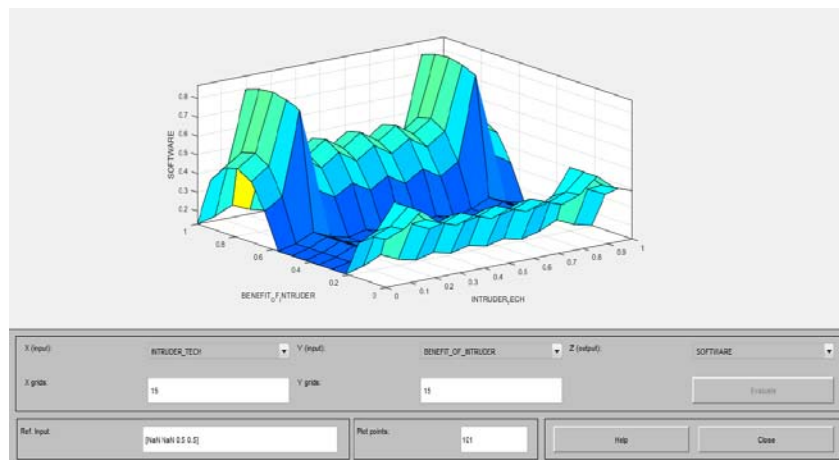 0.8
0.7
0.6
0.5
0.4
0.3
0.2
SOFTWARE
1
0.8
0.6
0.4
0.2
0
BENEFIT_OF_INTRUDER
0
0.1
0.2
0.3
0.4
0.5
0.6
0.7
0.8
0.9
1
INTRUDER_TECH
X (input):
INTRUDER_TECH
Y (input):
BENEFIT_OF_INTRUDER
Z (output):
SOFTWARE
X grids:
15
Y grids:
15
Evaluate
Ref. Input:
[NaN NaN 0.5 0.5]
Plot points:
101
Help
Close